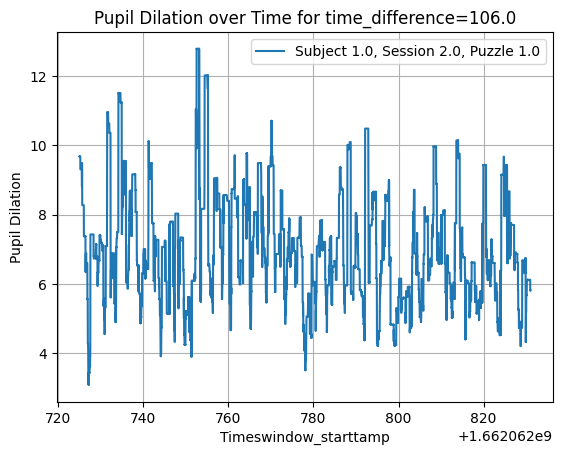 Pupil Dilation over Time for time_difference=106.0
Subject 1.0, Session 2.0, Puzzle 1.0
Pupil Dilation
12
10
8
6
4
720
740
760
780
800
820
Timeswindow_starttamp
+1.662062e9